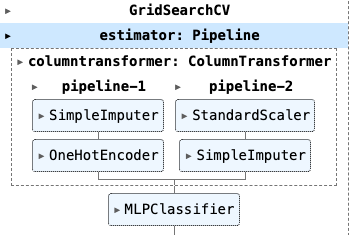 ▸ GridSearchCV
▸ estimator: Pipeline
▸ columntransformer: ColumnTransformer
▸ pipeline-1 ▸ pipeline-2
▸ SimpleImputer ▸ StandardScaler
▸ OneHotEncoder ▸ SimpleImputer
▸ MLPClassifier